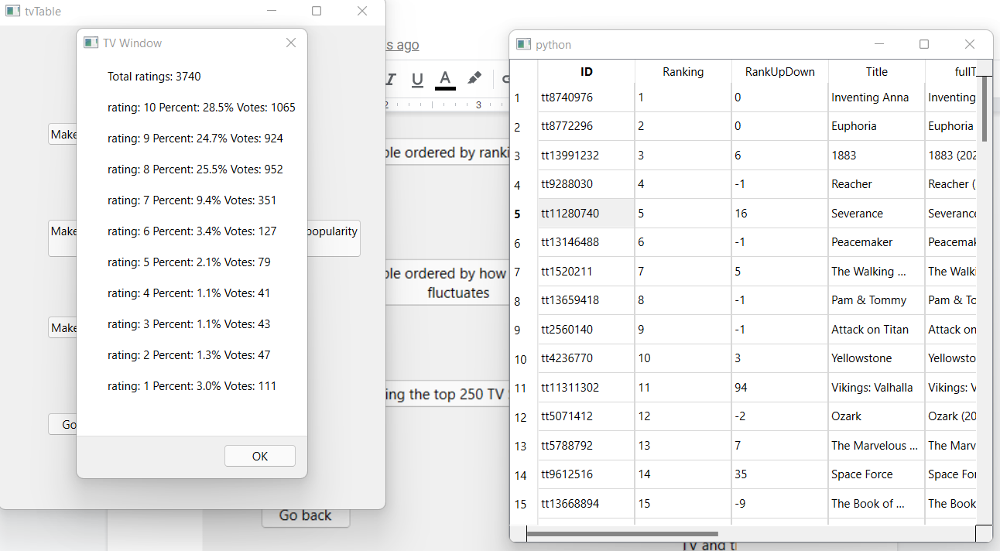 tvTable
TV Window
Total ratings: 3740
rating: 10 Percent: 28.5% Votes: 1065
rating: 9 Percent: 24.7% Votes: 924
rating: 8 Percent: 25.5% Votes: 952
rating: 7 Percent: 9.4% Votes: 351
rating: 6 Percent: 3.4% Votes: 127
rating: 5 Percent: 2.1% Votes: 79
rating: 4 Percent: 1.1% Votes: 41
rating: 3 Percent: 1.1% Votes: 43
rating: 2 Percent: 1.3% Votes: 47
rating: 1 Percent: 3.0% Votes: 111
OK
Make
Make popularity
Make
Go
s ago
I U A
2 3
ble ordered by ranki
ble ordered by how
fluctuates
ing the top 250 TV
Go back
TV and t
python
ID Ranking RankUpDown Title fullT
1 tt8740976 1 0 Inventing Anna Inventing
2 tt8772296 2 0 Euphoria Euphoria
3 tt13991232 3 6 1883 1883 (202
4 tt9288030 4 -1 Reacher Reacher (
5 tt11280740 5 16 Severance Severance
6 tt13146488 6 -1 Peacemaker Peacemak
7 tt1520211 7 5 The Walking ... The Walki
8 tt13659418 8 -1 Pam & Tommy Pam & To
9 tt2560140 9 -1 Attack on Titan Attack on
10 tt4236770 10 3 Yellowstone Yellowsto
11 tt11311302 11 94 Vikings: Valhalla Vikings: V
12 tt5071412 12 -2 Ozark Ozark (20
13 tt5788792 13 7 The Marvelous ... The Marv
14 tt9612516 14 35 Space Force Space For
15 tt13668894 15 -9 The Book of ... The Book